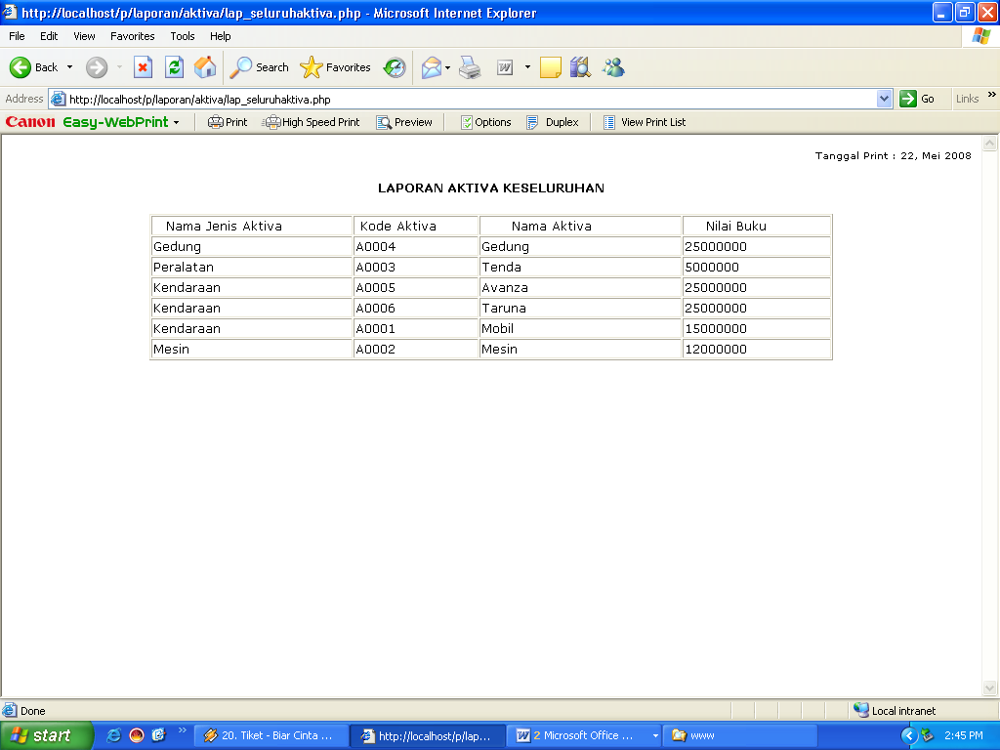 http://localhost/p/laporan/aktiva/lap_seluruhaktiva.php - Microsoft Internet Explorer
File Edit View Favorites Tools Help
Back Search Favorites
Address http://localhost/p/laporan/aktiva/lap_seluruhaktiva.php Go Links »
Canon Easy-WebPrint Print High Speed Print Preview Options Duplex View Print List
Tanggal Print : 22, Mei 2008
LAPORAN AKTIVA KESELURUHAN
Nama Jenis Aktiva Kode Aktiva Nama Aktiva Nilai Buku
Gedung A0004 Gedung 25000000
Peralatan A0003 Tenda 5000000
Kendaraan A0005 Avanza 25000000
Kendaraan A0006 Taruna 25000000
Kendaraan A0001 Mobil 15000000
Mesin A0002 Mesin 12000000
Done Local intranet
start » 20. Tiket - Biar Cinta ... http://localhost/p/lap... 2 Microsoft Office ... www 2:45 PM